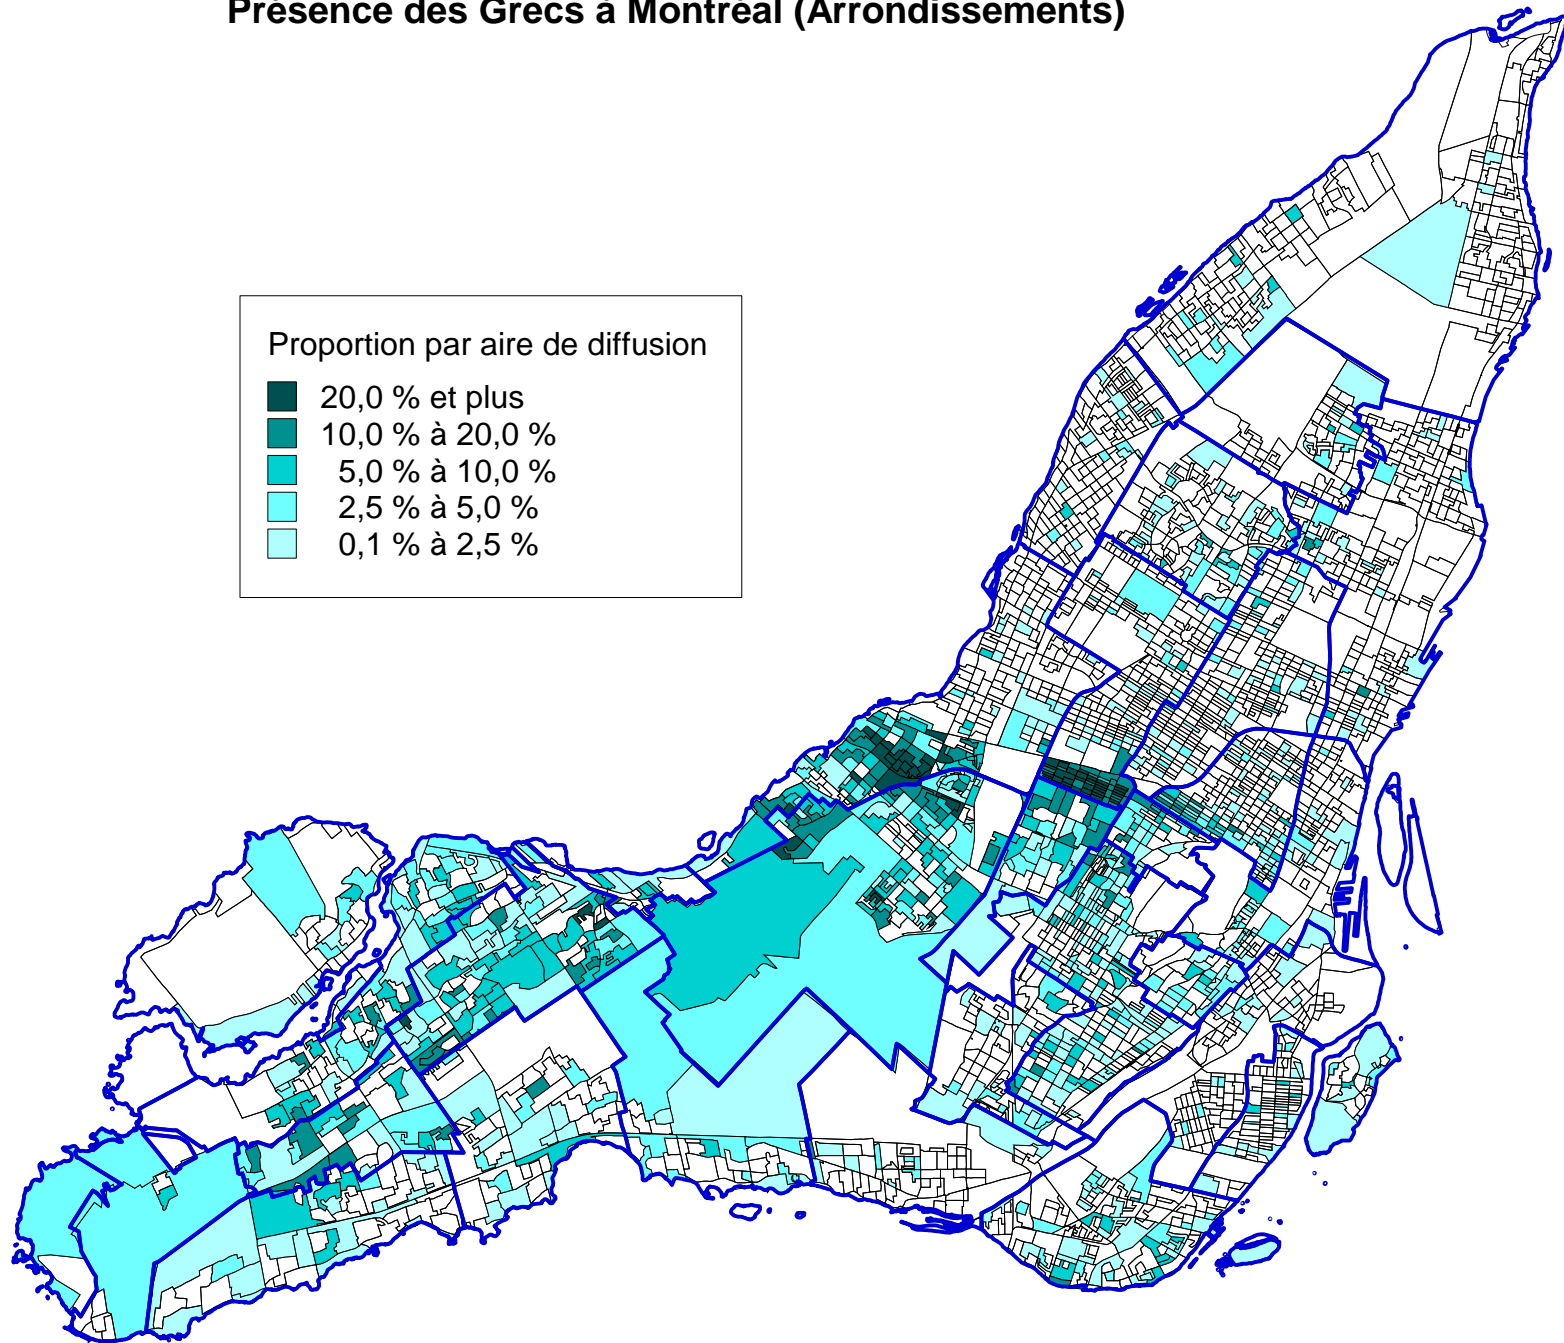 Présence des Grecs à Montréal (Arrondissements)
Proportion par aire de diffusion
20,0 % et plus
10,0 % à 20,0 %
5,0 % à 10,0 %
2,5 % à 5,0 %
0,1 % à 2,5 %